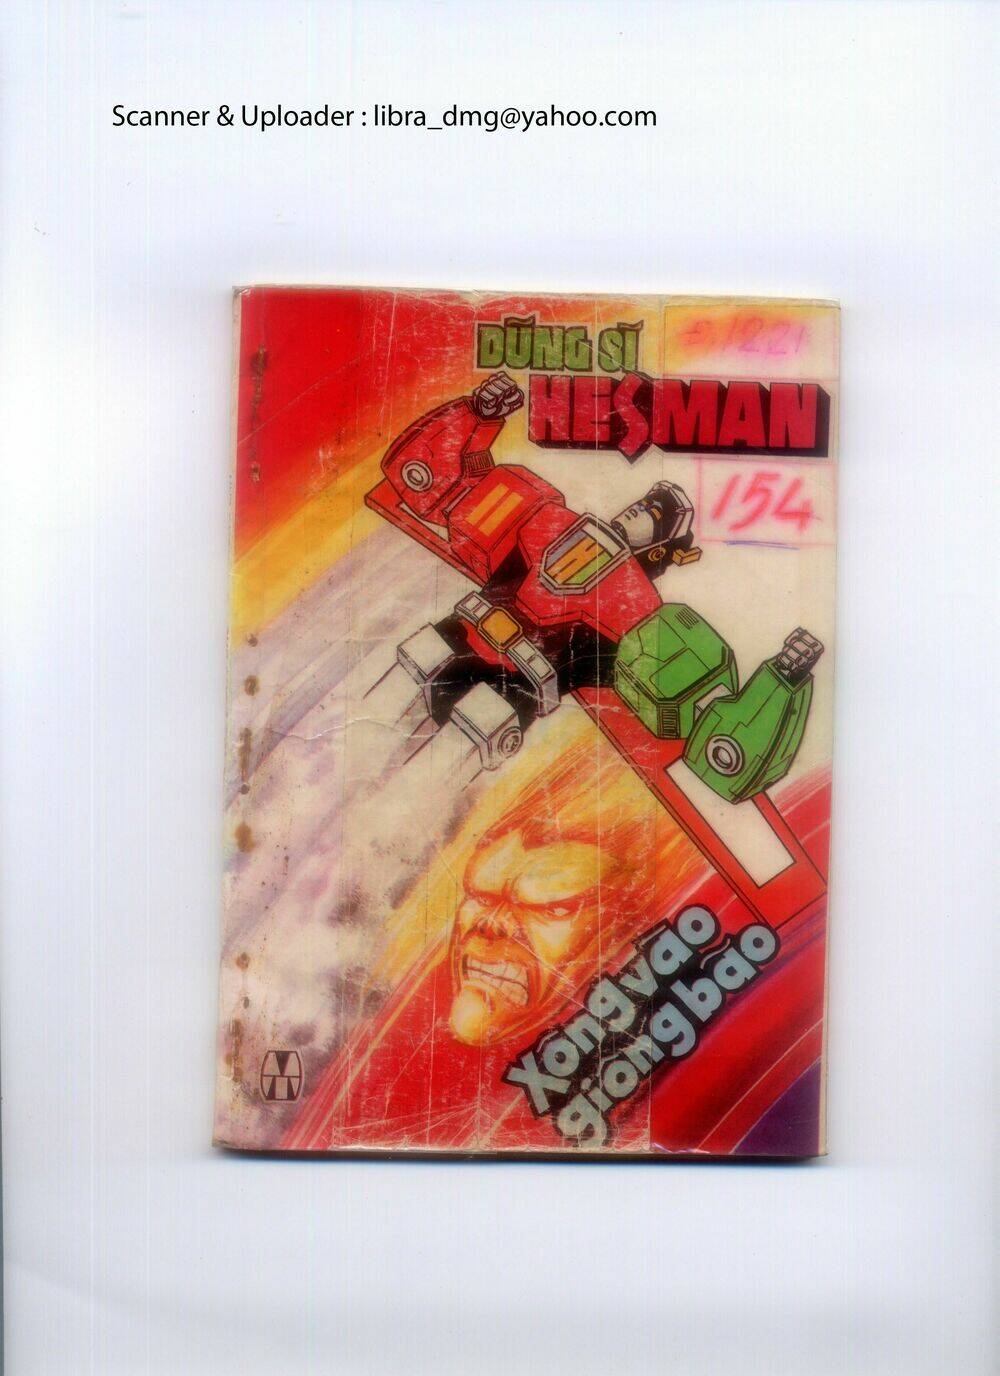 Scanner & Uploader : libra_dmg@yahoo.com
DŨNG SĨ
HESMAN
154
Xông vào
giông bão